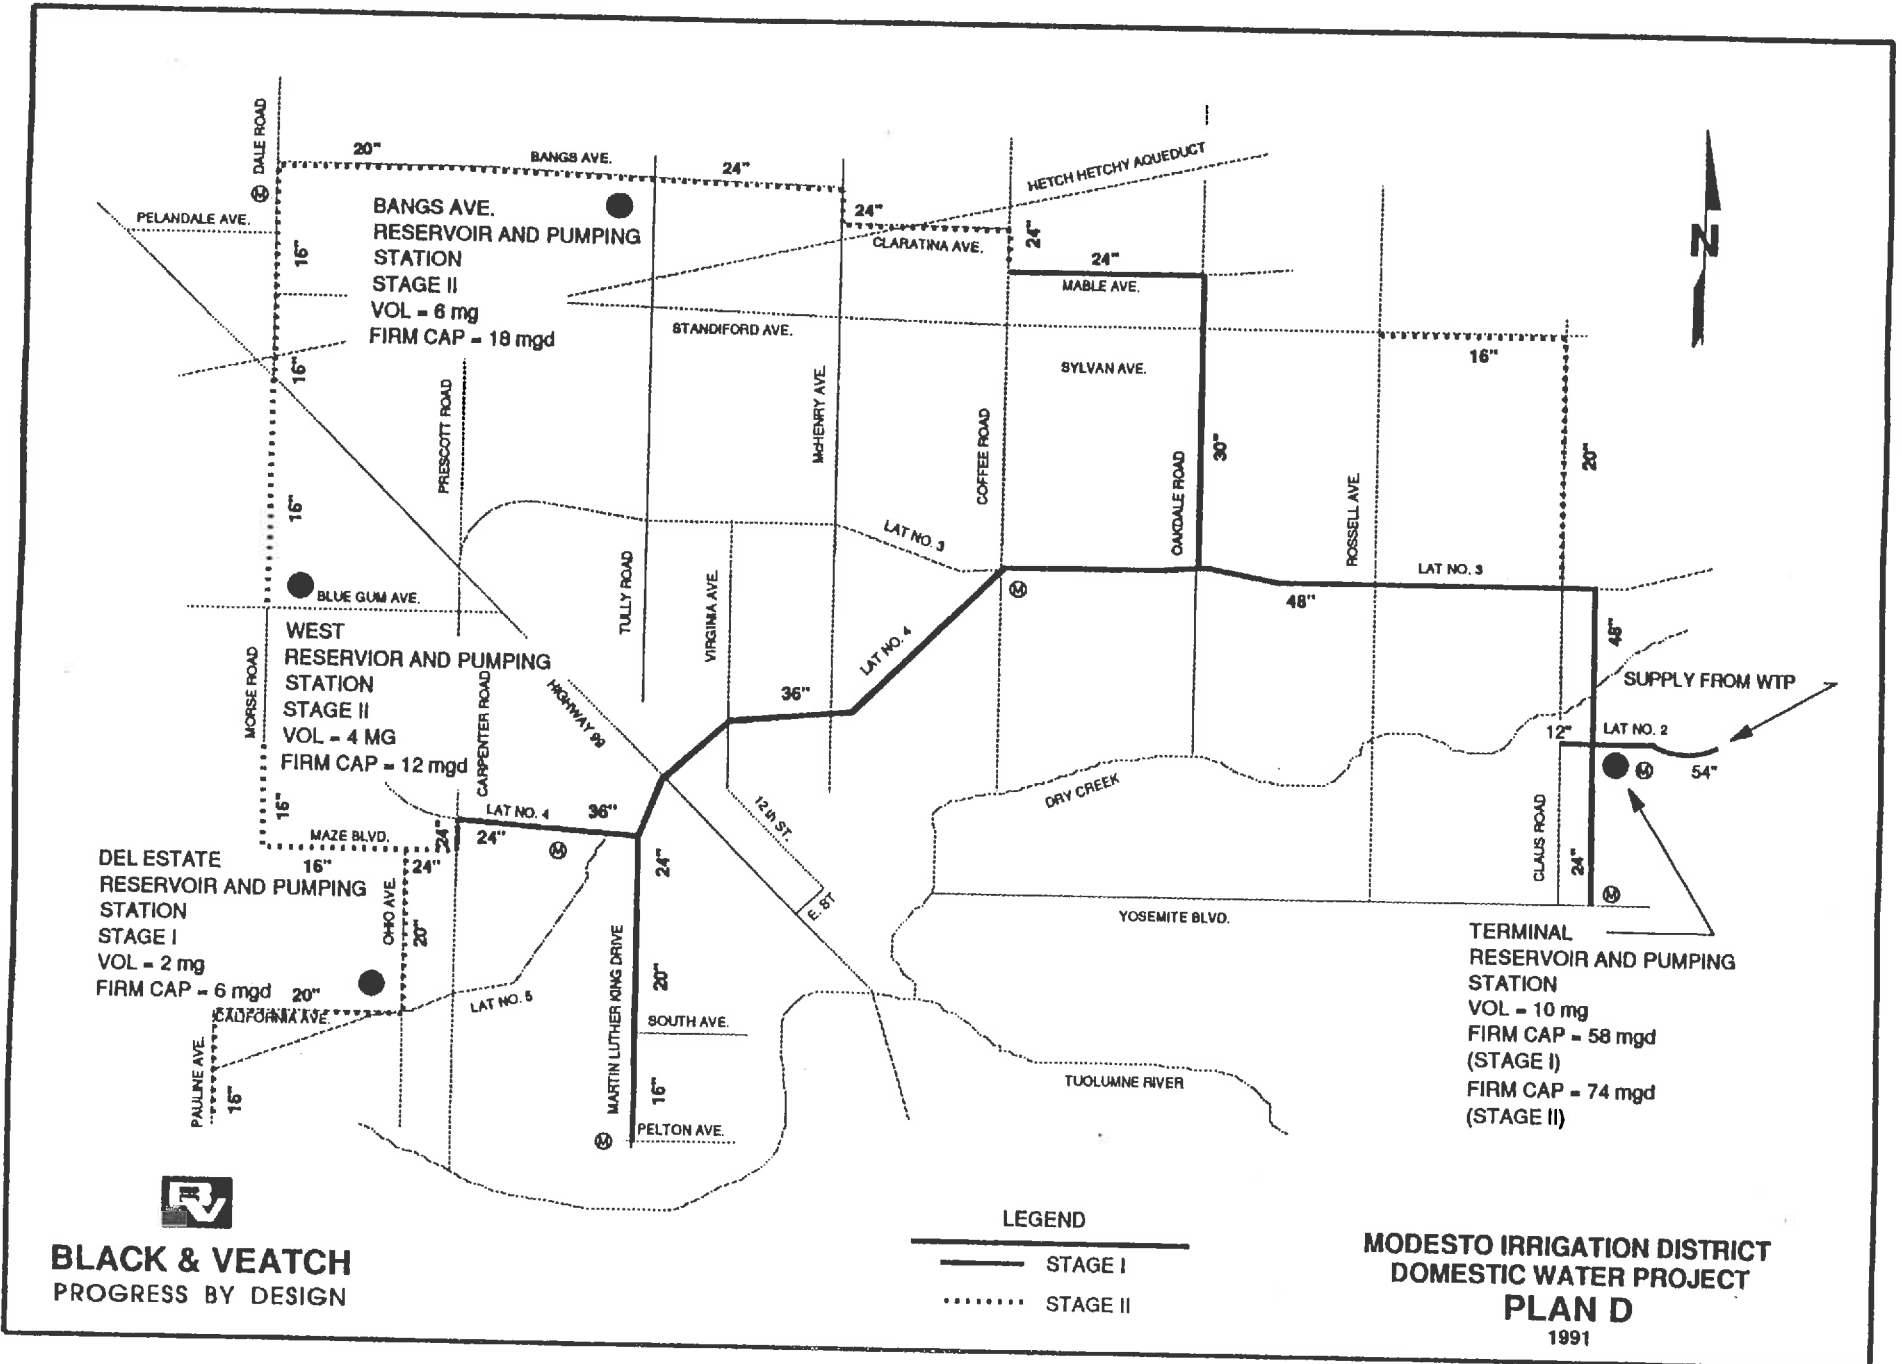 DALE ROAD
M
20"
BANGS AVE.
24"
HETCH HETCHY AQUEDUCT
PELANDALE AVE.
16"
BANGS AVE.
RESERVOIR AND PUMPING
STATION
STAGE II
VOL = 6 mg
FIRM CAP = 18 mgd
24"
CLARATINA AVE.
24"
24"
MABLE AVE.
N
STANDIFORD AVE.
SYLVAN AVE.
16"
16"
PRESCOTT ROAD
McHENRY AVE.
COFFEE ROAD
OAKDALE ROAD
30"
ROSSELL AVE.
20"
16"
LAT NO. 3
TULLY ROAD
VIRGINIA AVE.
LAT NO. 3
M
48"
BLUE GUM AVE.
WEST
RESERVIOR AND PUMPING
STATION
STAGE II
VOL = 4 MG
FIRM CAP = 12 mgd
MORSE ROAD
CARPENTER ROAD
HIGHWAY 99
LAT NO. 4
36"
48"
SUPPLY FROM WTP
12"
LAT NO. 2
M
54"
DRY CREEK
12th ST.
E. ST
16"
LAT NO. 4
36"
MAZE BLVD.
24"
24"
M
16"
24"
24"
CLAUS ROAD
24"
M
DEL ESTATE
RESERVOIR AND PUMPING
STATION
STAGE I
VOL = 2 mg
FIRM CAP = 6 mgd
OHIO AVE.
20"
20"
CALIFORNIA AVE.
LAT NO. 5
PAULINE AVE.
16"
MARTIN LUTHER KING DRIVE
20"
SOUTH AVE.
16"
M
PELTON AVE.
YOSEMITE BLVD.
TUOLUMNE RIVER
TERMINAL
RESERVOIR AND PUMPING
STATION
VOL = 10 mg
FIRM CAP = 58 mgd
(STAGE I)
FIRM CAP = 74 mgd
(STAGE II)
BV
BLACK & VEATCH
PROGRESS BY DESIGN
LEGEND
STAGE I
STAGE II
MODESTO IRRIGATION DISTRICT
DOMESTIC WATER PROJECT
PLAN D
1991